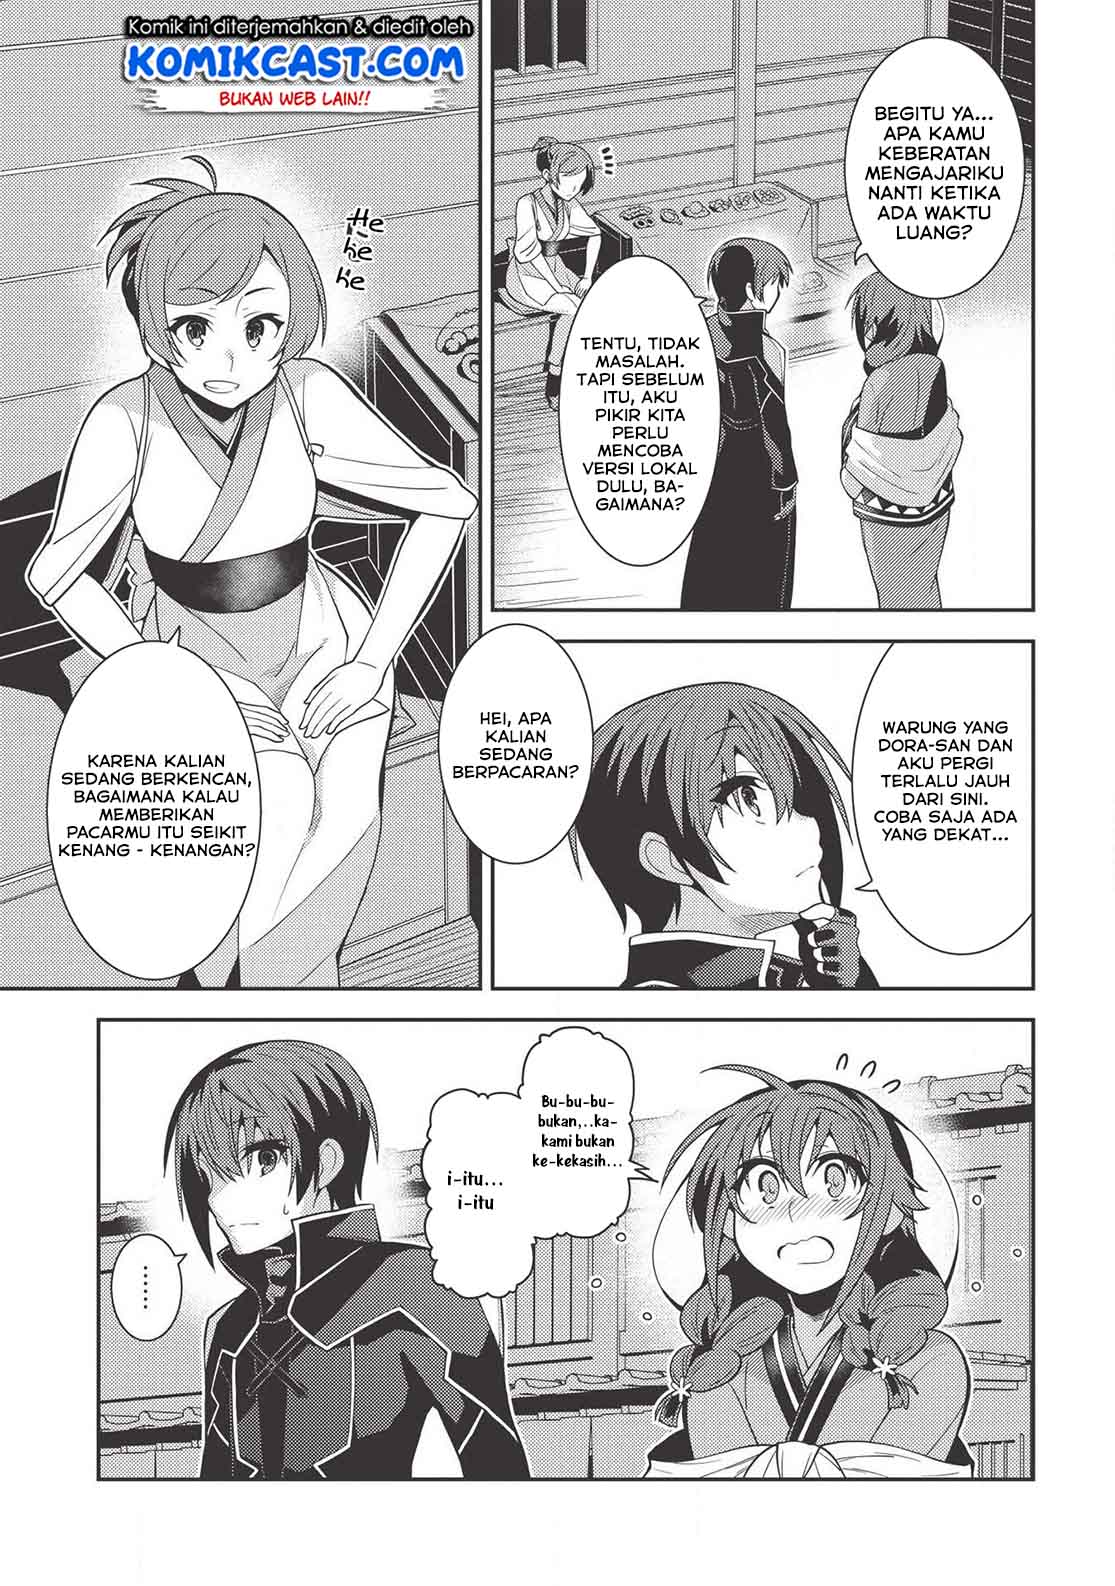 Komik ini diterjemahkan & diedit oleh
KOMIKCAST.COM
BUKAN WEB LAIN!!
BEGITU YA...
APA KAMU
KEBERATAN
MENGAJARIKU
NANTI KETIKA
ADA WAKTU
LUANG?
TENTU, TIDAK
MASALAH.
TAPI SEBELUM
ITU, AKU
PIKIR KITA
PERLU
MENCOBA
VERSI LOKAL
DULU, BA-
GAIMANA?
WARUNG YANG
DORA-SAN DAN
AKU PERGI
TERLALU JAUH
DARI SINI.
COBA SAJA ADA
YANG DEKAT...
HEI, APA
KALIAN
SEDANG
BERPACARAN?
He
he
he
KARENA KALIAN
SEDANG BERKENCAN,
BAGAIMANA KALAU
MEMBERIKAN
PACARMU ITU SEIKIT
KENANG - KENANGAN?
Bu-bu-bu-
bukan,..ka-
kami bukan
ke-kekasih...
i-itu...
i-itu
......